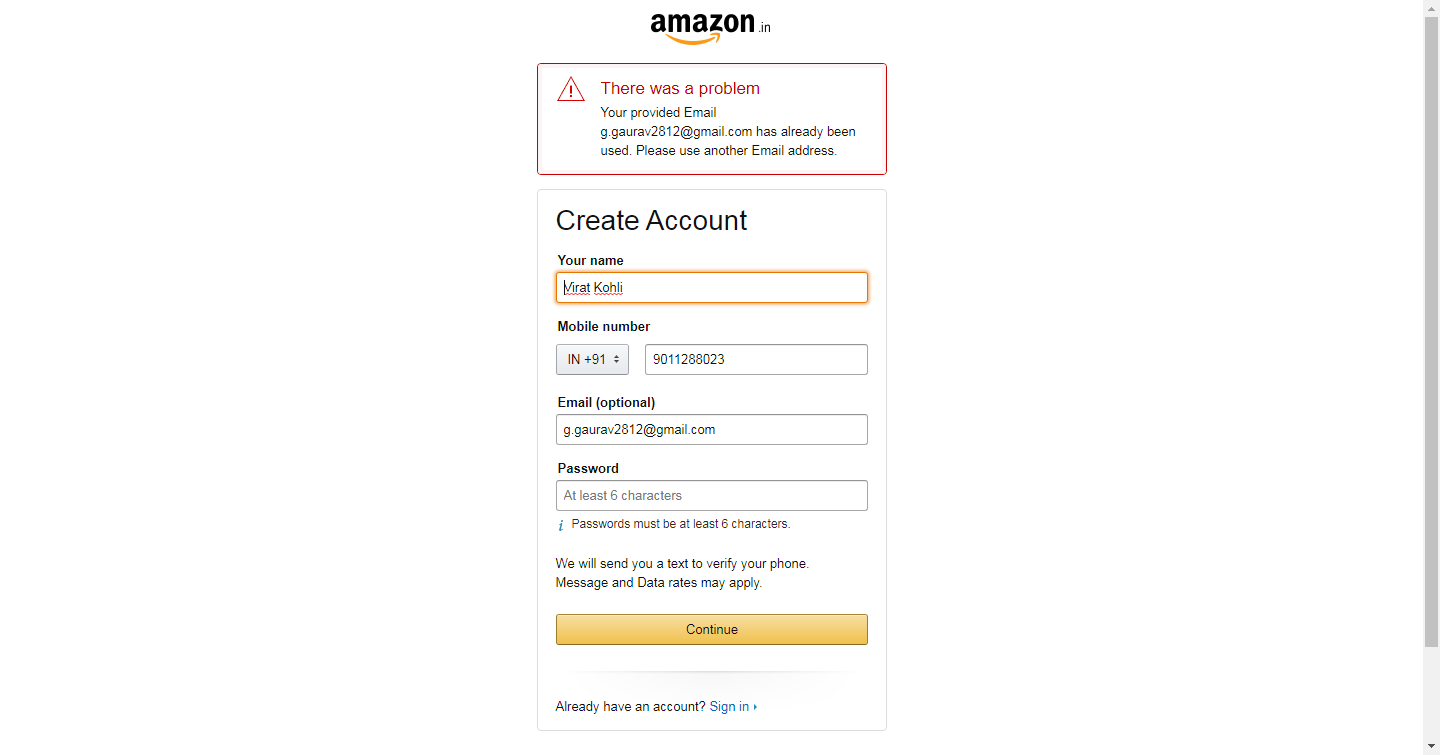 amazon.in
There was a problem
Your provided Email
g.gaurav2812@gmail.com has already been
used. Please use another Email address.
Create Account
Your name
Virat Kohli
Mobile number
IN +91 9011288023
Email (optional)
g.gaurav2812@gmail.com
Password
At least 6 characters
i Passwords must be at least 6 characters.
We will send you a text to verify your phone.
Message and Data rates may apply.
Continue
Already have an account? Sign in